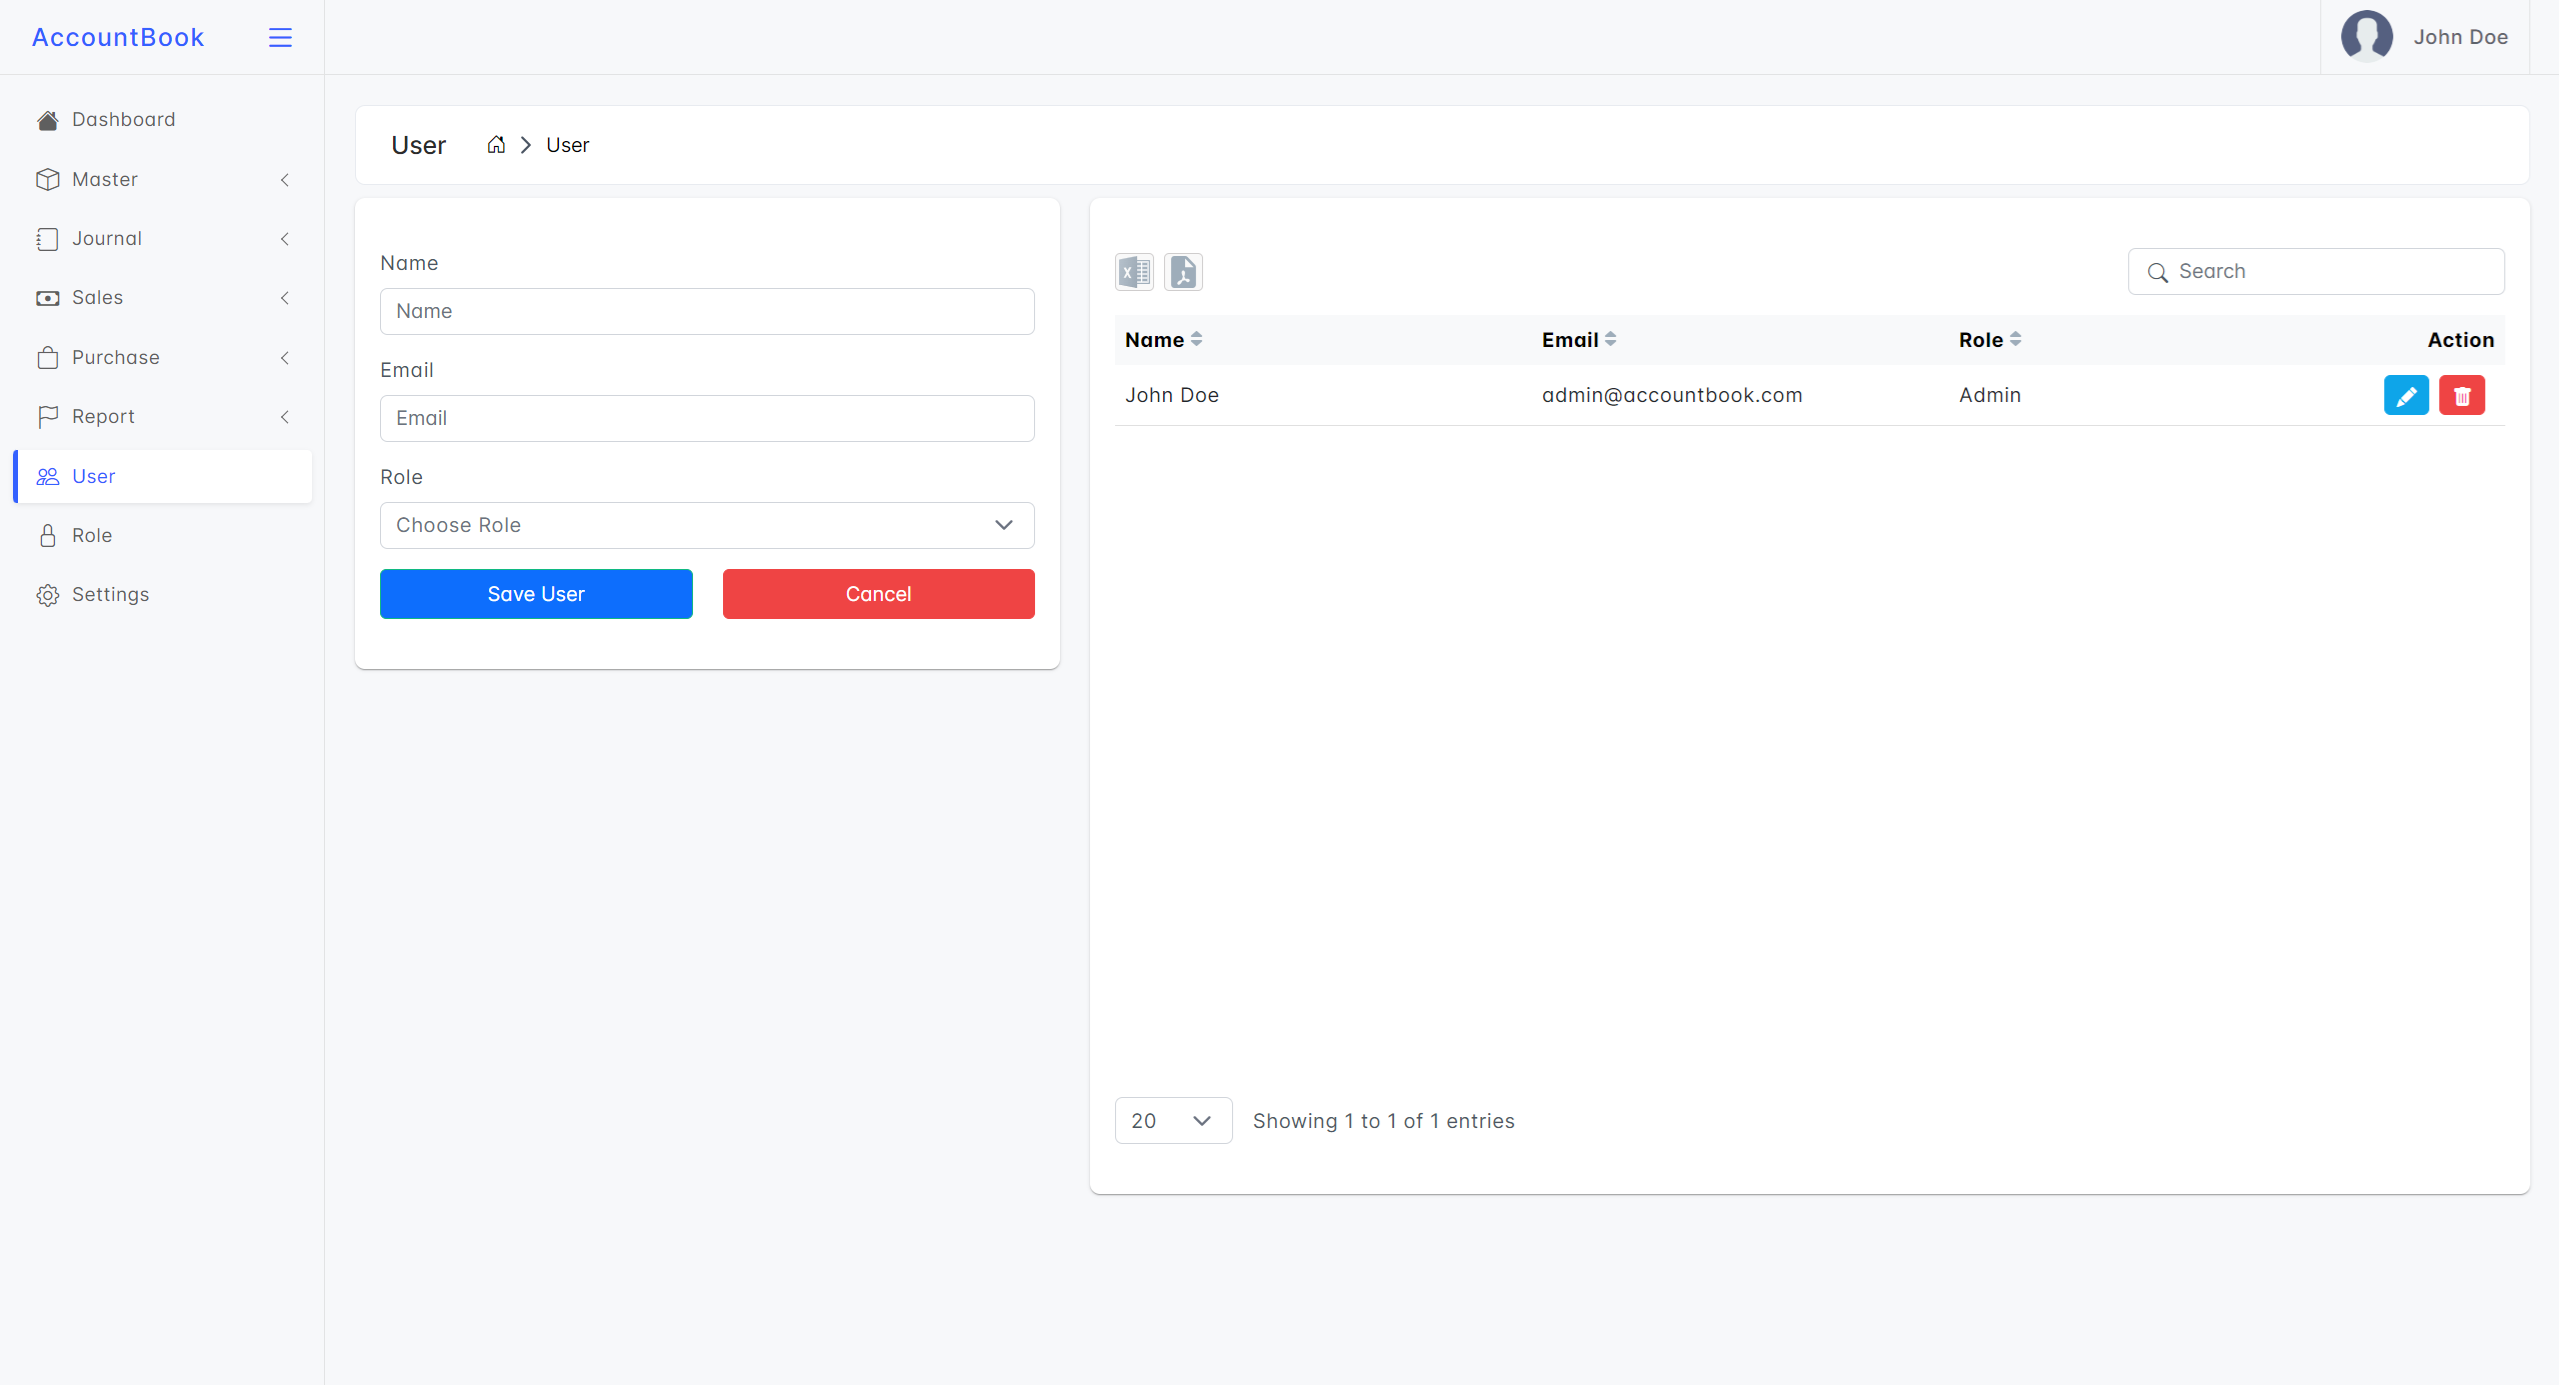 AccountBook
John Doe
Dashboard
Master
Journal
Sales
Purchase
Report
User
Role
Settings
User
User
Name
Name
Email
Email
Role
Choose Role
Save User
Cancel
Search
Name Email Role Action
John Doe admin@accountbook.com Admin
20
Showing 1 to 1 of 1 entries